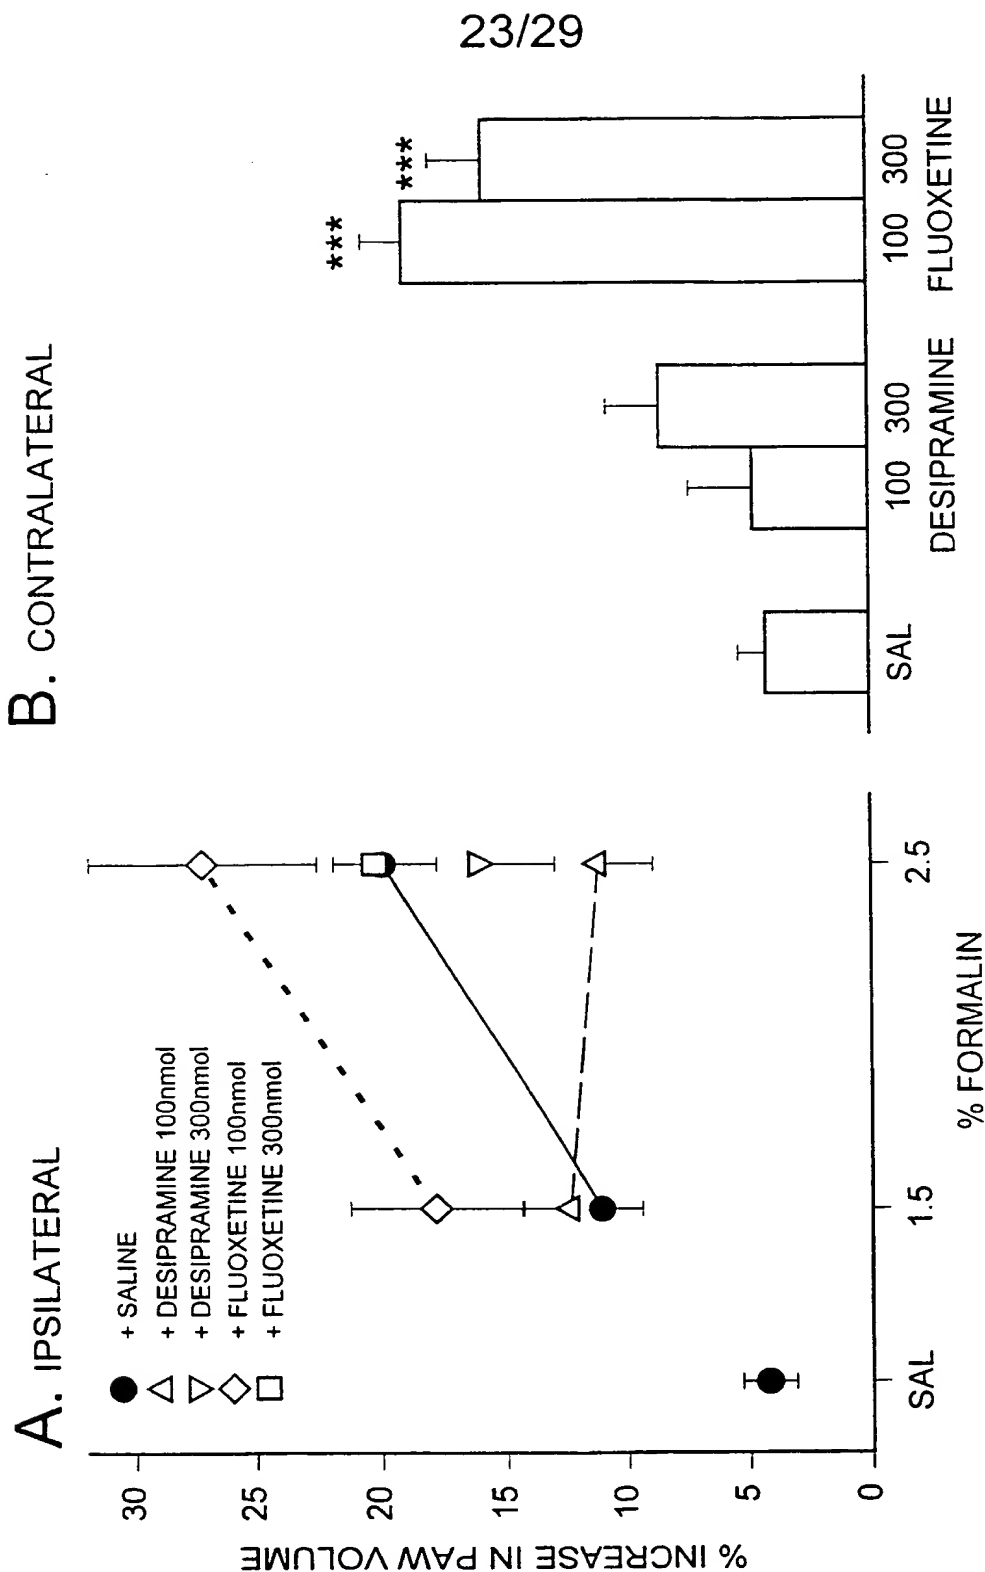 23/29
A. IPSILATERAL
+ SALINE
+ DESIPRAMINE 100nmol
+ DESIPRAMINE 300nmol
+ FLUOXETINE 100nmol
+ FLUOXETINE 300nmol
% INCREASE IN PAW VOLUME
30
25
20
15
10
5
0
SAL 1.5 2.5
% FORMALIN
B. CONTRALATERAL
***
***
SAL 100 300 100 300
DESIPRAMINE FLUOXETINE